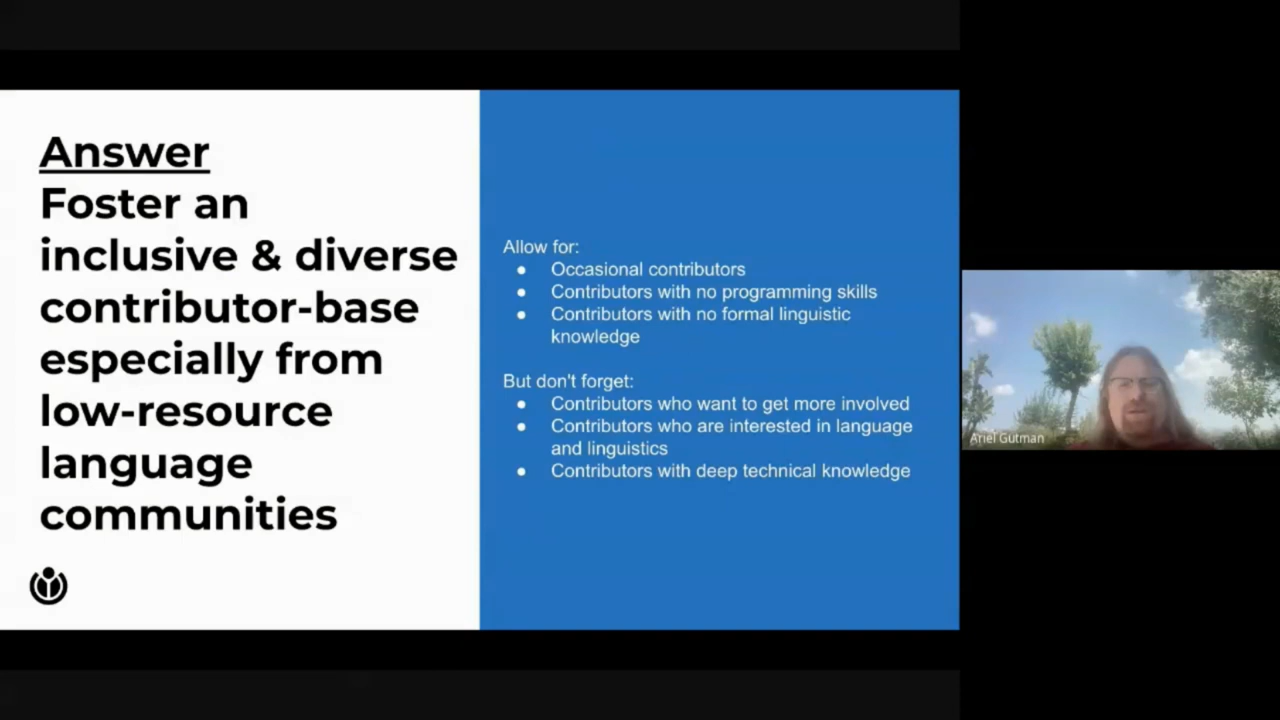 Answer
Foster an
inclusive & diverse
contributor-base
especially from
low-resource
language
communities
Allow for:
● Occasional contributors
● Contributors with no programming skills
● Contributors with no formal linguistic
knowledge
But don't forget:
● Contributors who want to get more involved
● Contributors who are interested in language
and linguistics
● Contributors with deep technical knowledge
Ariel Gutman